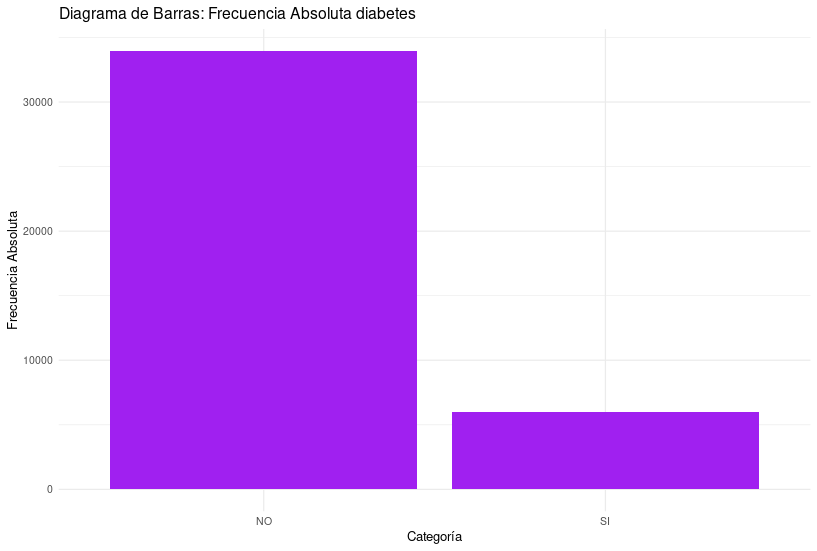 Diagrama de Barras: Frecuencia Absoluta diabetes
Frecuencia Absoluta
30000
20000
10000
0
NO SI
Categoría